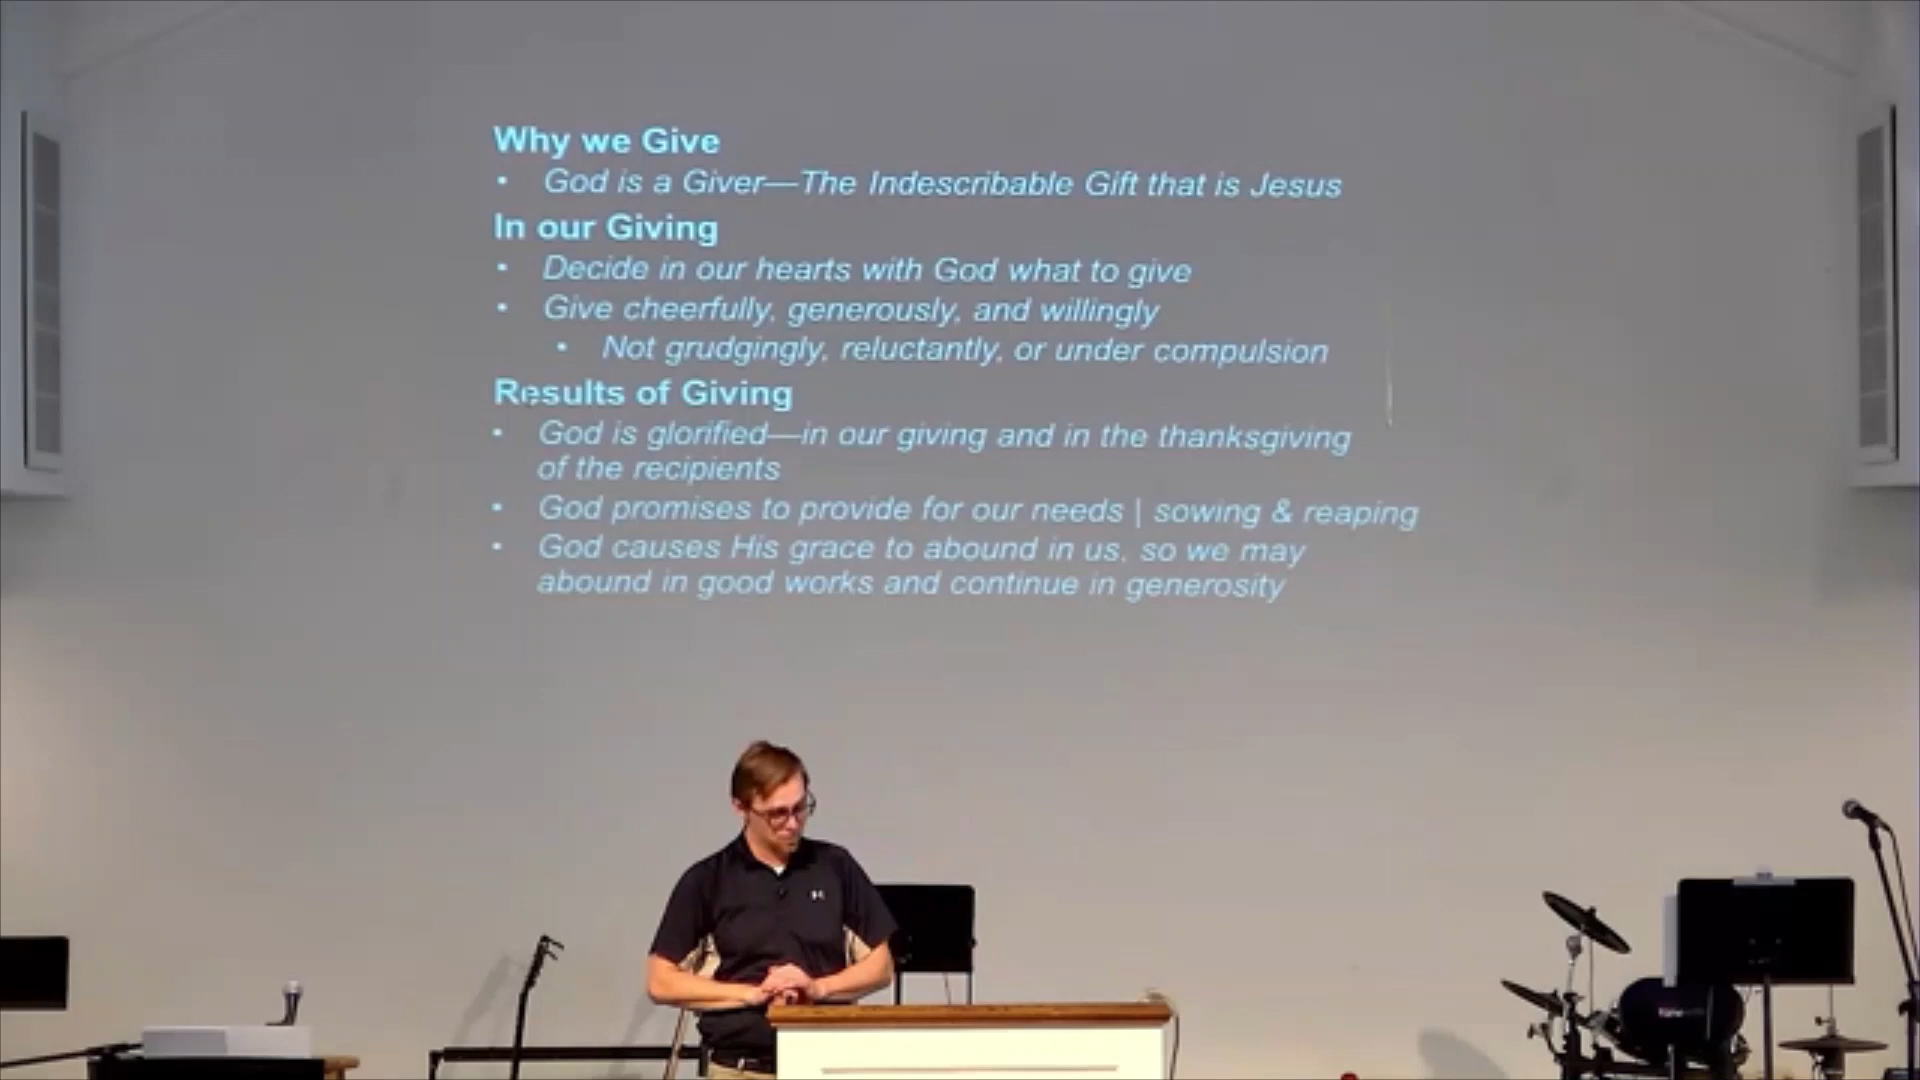 Why we Give
• God is a Giver—The Indescribable Gift that is Jesus
In our Giving
• Decide in our hearts with God what to give
• Give cheerfully, generously, and willingly
• Not grudgingly, reluctantly, or under compulsion
Results of Giving
• God is glorified—in our giving and in the thanksgiving
of the recipients
• God promises to provide for our needs | sowing & reaping
• God causes His grace to abound in us, so we may
abound in good works and continue in generosity